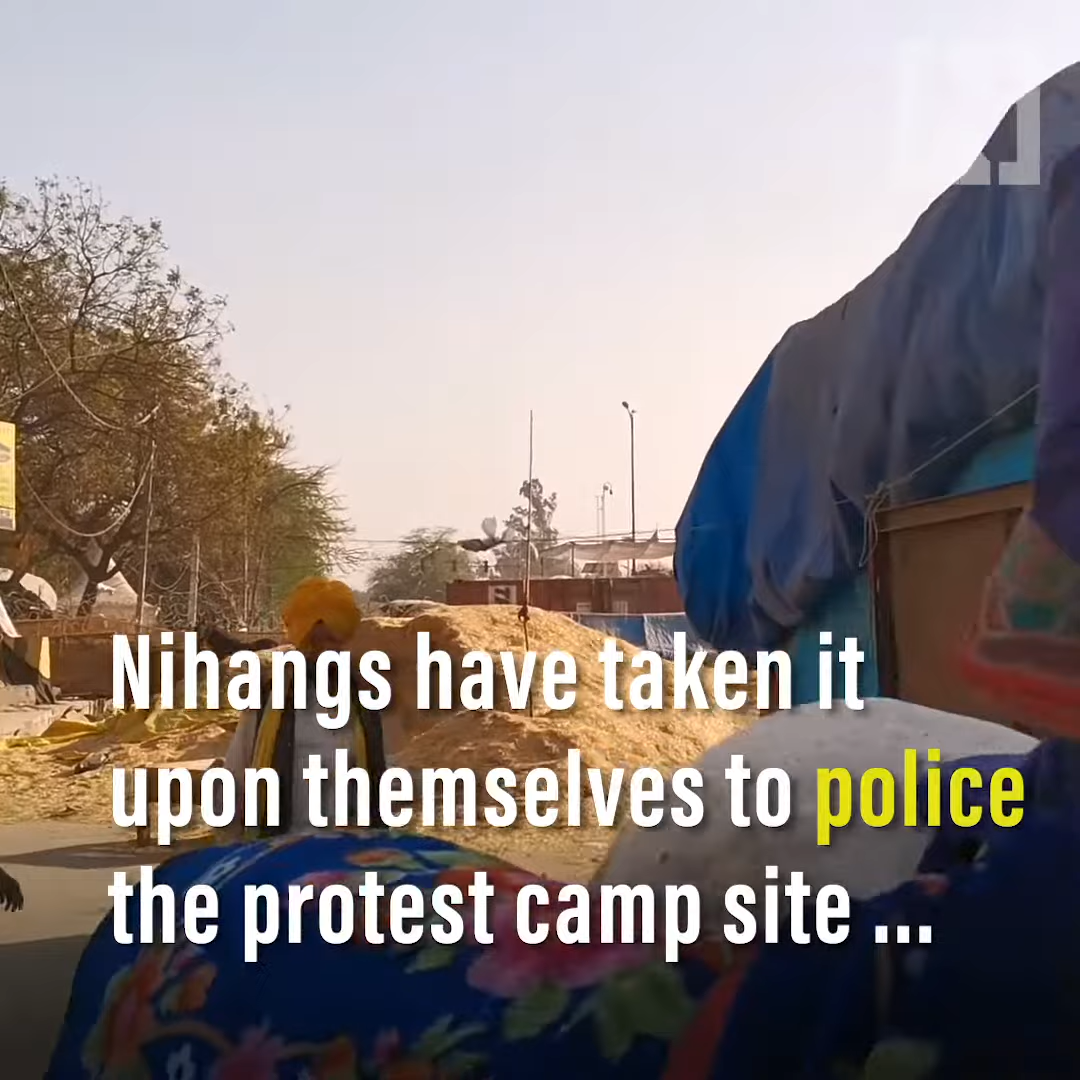 Nihangs have taken it
upon themselves to police
the protest camp site ...